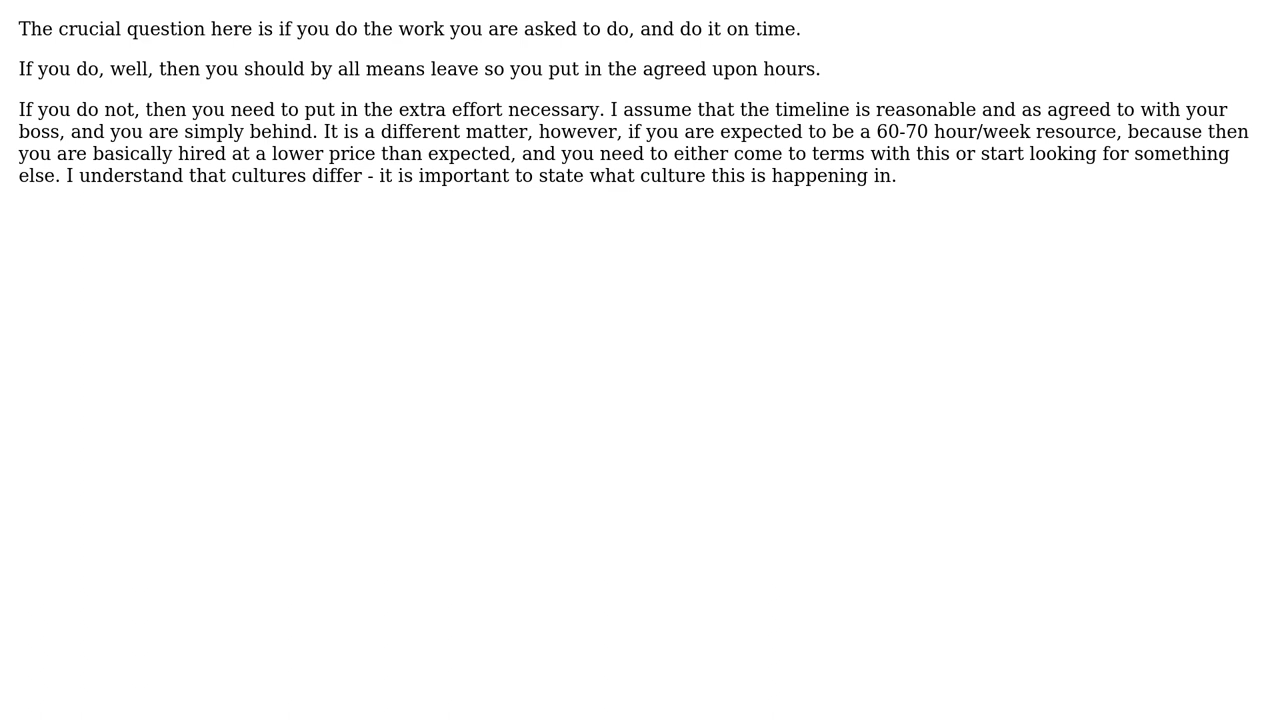 The crucial question here is if you do the work you are asked to do, and do it on time.
If you do, well, then you should by all means leave so you put in the agreed upon hours.
If you do not, then you need to put in the extra effort necessary. I assume that the timeline is reasonable and as agreed to with your
boss, and you are simply behind. It is a different matter, however, if you are expected to be a 60-70 hour/week resource, because then
you are basically hired at a lower price than expected, and you need to either come to terms with this or start looking for something
else. I understand that cultures differ - it is important to state what culture this is happening in.